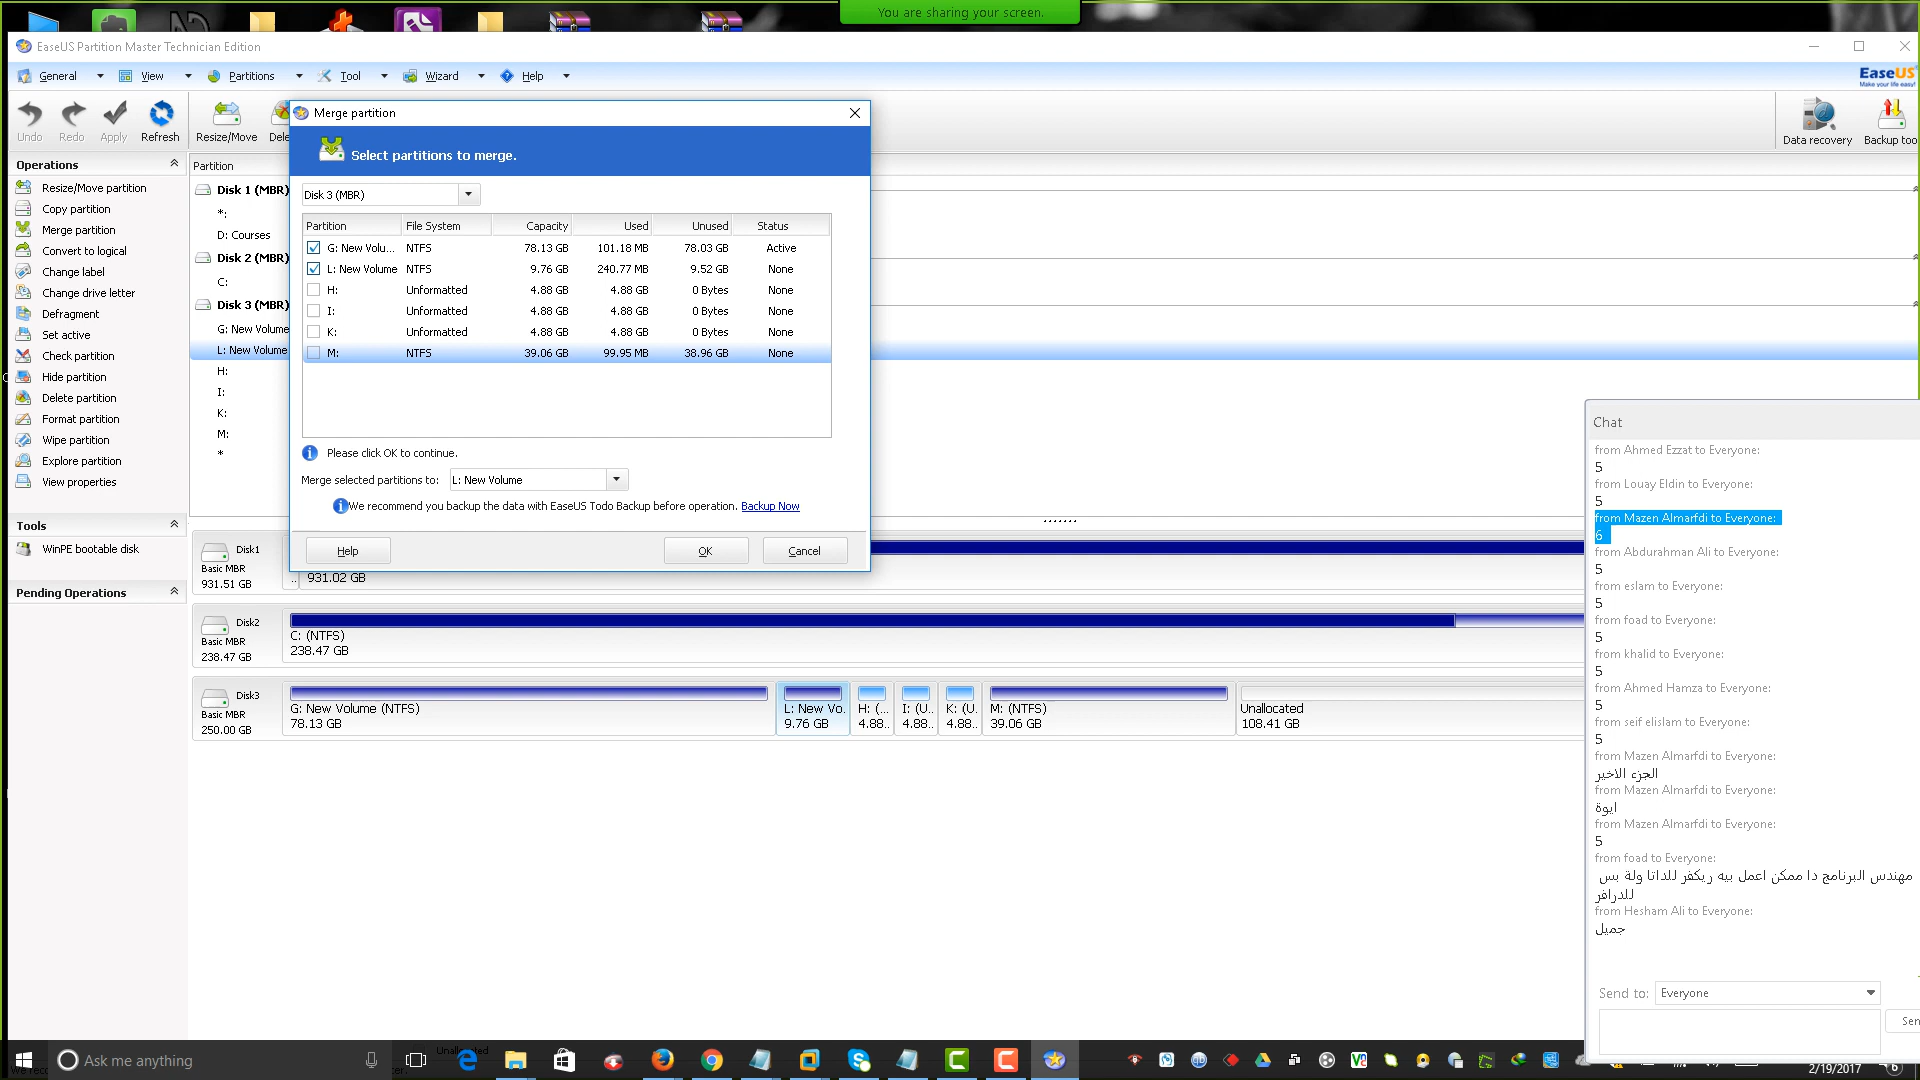 You are sharing your screen.
EaseUS Partition Master Technician Edition
General View Partitions Tool Wizard Help
EaseUS
Make your life easy!
Undo Redo Apply Refresh Resize/Move Dele
Data recovery Backup too
Operations
Resize/Move partition
Copy partition
Merge partition
Convert to logical
Change label
Change drive letter
Defragment
Set active
Check partition
Hide partition
Delete partition
Format partition
Wipe partition
Explore partition
View properties
Tools
WinPE bootable disk
Pending Operations
Partition
Disk 1 (MBR)
*:
D: Courses
Disk 2 (MBR)
C:
Disk 3 (MBR)
G: New Volume
L: New Volume
H:
I:
K:
M:
*
Merge partition
Select partitions to merge.
Disk 3 (MBR)
Partition File System Capacity Used Unused Status
G: New Volu... NTFS 78.13 GB 101.18 MB 78.03 GB Active
L: New Volume NTFS 9.76 GB 240.77 MB 9.52 GB None
H: Unformatted 4.88 GB 4.88 GB 0 Bytes None
I: Unformatted 4.88 GB 4.88 GB 0 Bytes None
K: Unformatted 4.88 GB 4.88 GB 0 Bytes None
M: NTFS 39.06 GB 99.95 MB 38.96 GB None
Please click OK to continue.
Merge selected partitions to: L: New Volume
We recommend you backup the data with EaseUS Todo Backup before operation. Backup Now
Help OK Cancel
Disk1
Basic MBR
931.51 GB
.. 931.02 GB
Disk2
Basic MBR
238.47 GB
C: (NTFS)
238.47 GB
Disk3
Basic MBR
250.00 GB
G: New Volume (NTFS)
78.13 GB
L: New Vo.
9.76 GB
H: (...
4.88..
I: (U..
4.88..
K: (U.
4.88..
M: (NTFS)
39.06 GB
Unallocated
108.41 GB
Chat
from Ahmed Ezzat to Everyone:
5
from Louay Eldin to Everyone:
5
from Mazen Almarfdi to Everyone:
6
from Abdurahman Ali to Everyone:
5
from eslam to Everyone:
5
from foad to Everyone:
5
from khalid to Everyone:
5
from Ahmed Hamza to Everyone:
5
from seif elislam to Everyone:
5
from Mazen Almarfdi to Everyone:
الجزء الاخير
from Mazen Almarfdi to Everyone:
ايوة
from Mazen Almarfdi to Everyone:
5
from foad to Everyone:
مهندس البرنامج دا ممكن اعمل بيه ريكفر للداتا ولة بس
للدرافر
from Hesham Ali to Everyone:
جميل
Send to: Everyone
Sen
Ask me anything
2/19/2017
6